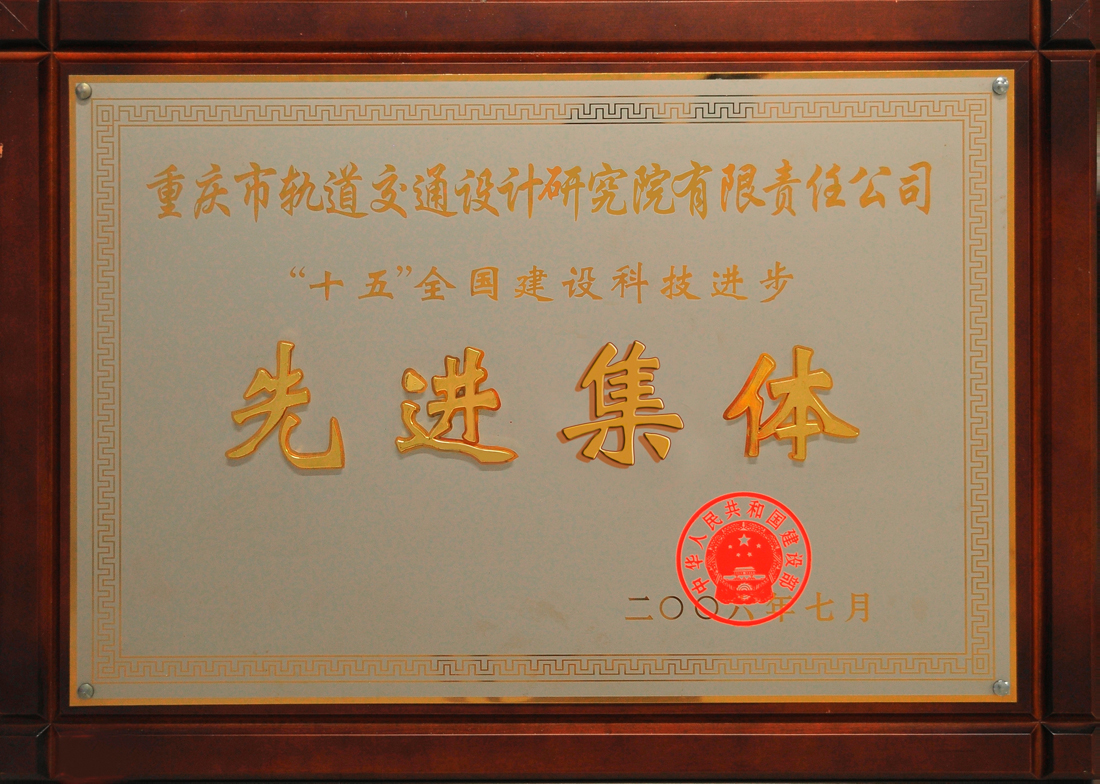 重庆市轨道交通设计研究院有限责任公司
“十五”全国建设科技进步
先进集体
中华人民共和国建设部
二〇〇六年七月